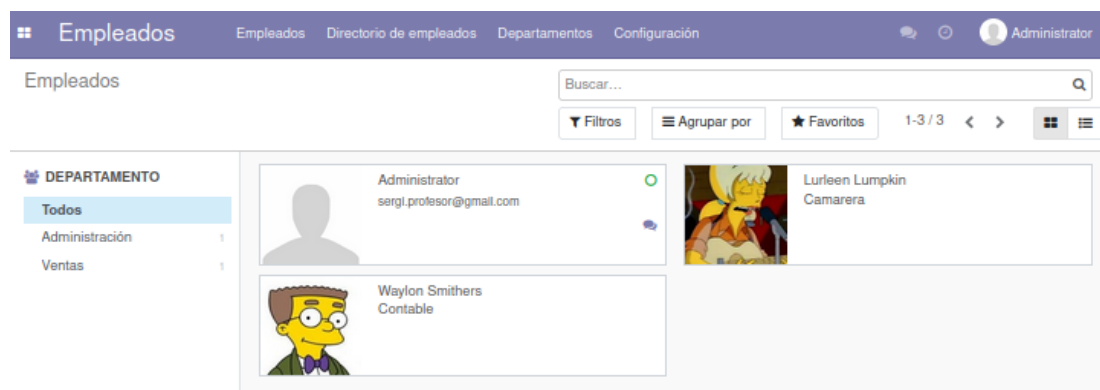 Empleados Empleados Directorio de empleados Departamentos Configuración Administrator
Empleados
Buscar...
Filtros Agrupar por Favoritos 1-3 / 3
DEPARTAMENTO
Todos
Administración 1
Ventas 1
Administrator
sergi.profesor@gmail.com
Lurleen Lumpkin
Camarera
Waylon Smithers
Contable